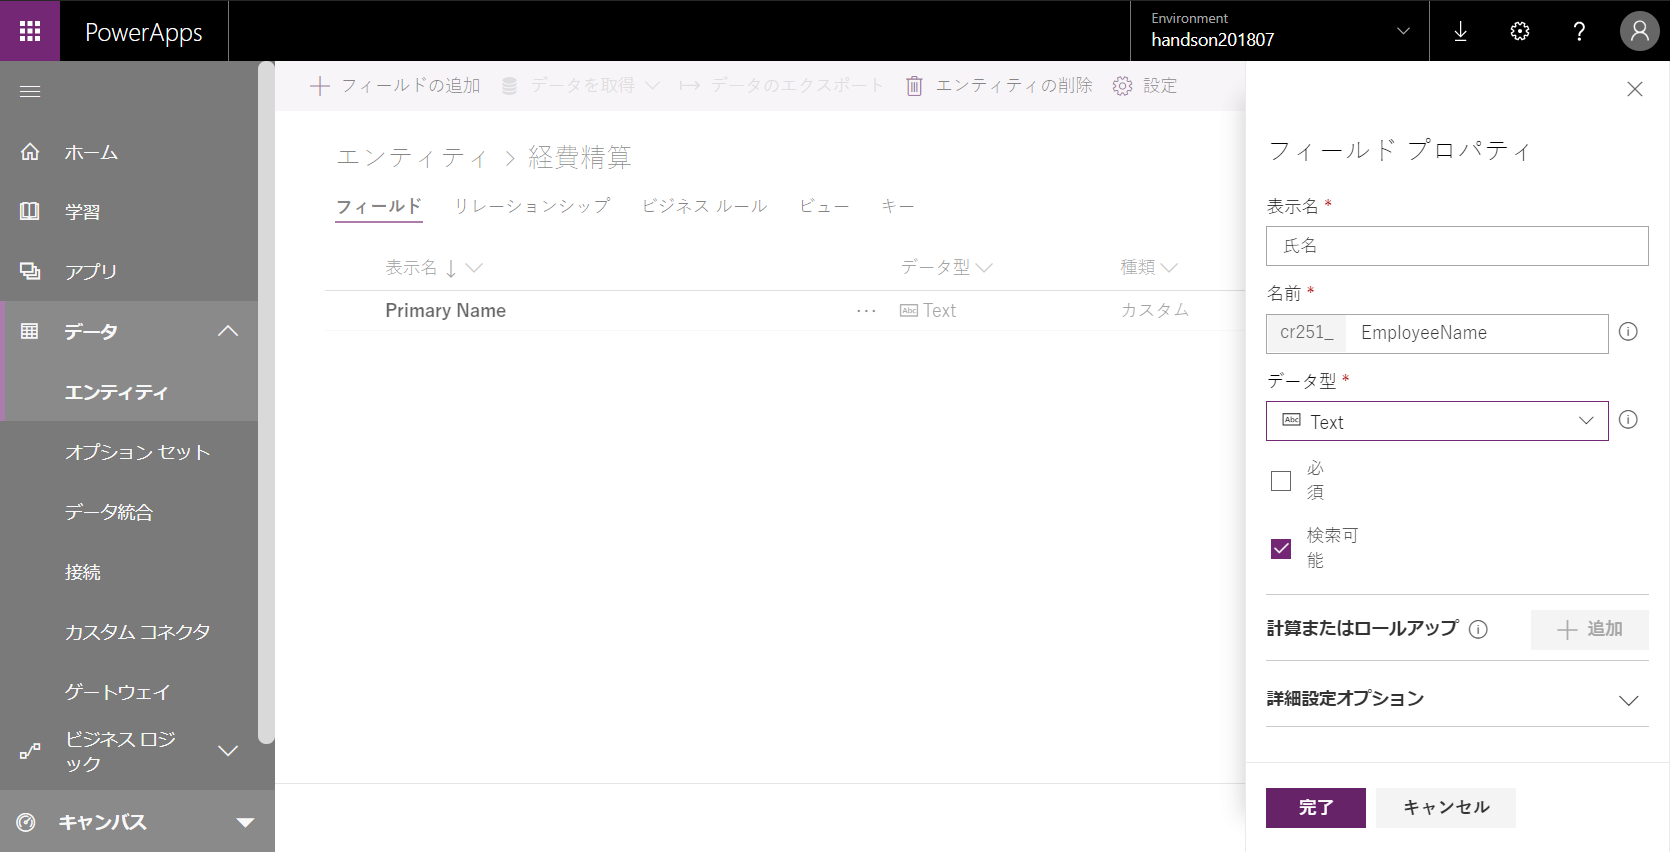 PowerApps
Environment
handson201807
ホーム
学習
アプリ
データ
エンティティ
オプション セット
データ統合
接続
カスタム コネクタ
ゲートウェイ
ビジネス ロジ
ック
キャンバス
フィールドの追加 データを取得 データのエクスポート エンティティの削除 設定
エンティティ > 経費精算
フィールド リレーションシップ ビジネス ルール ビュー キー
表示名 ↓ データ型 種類
Primary Name ··· Abc Text カスタム
フィールド プロパティ
表示名 *
氏名
名前 *
cr251_ EmployeeName
データ型 *
Abc Text
必
須
検索可
能
計算またはロールアップ + 追加
詳細設定オプション
完了 キャンセル